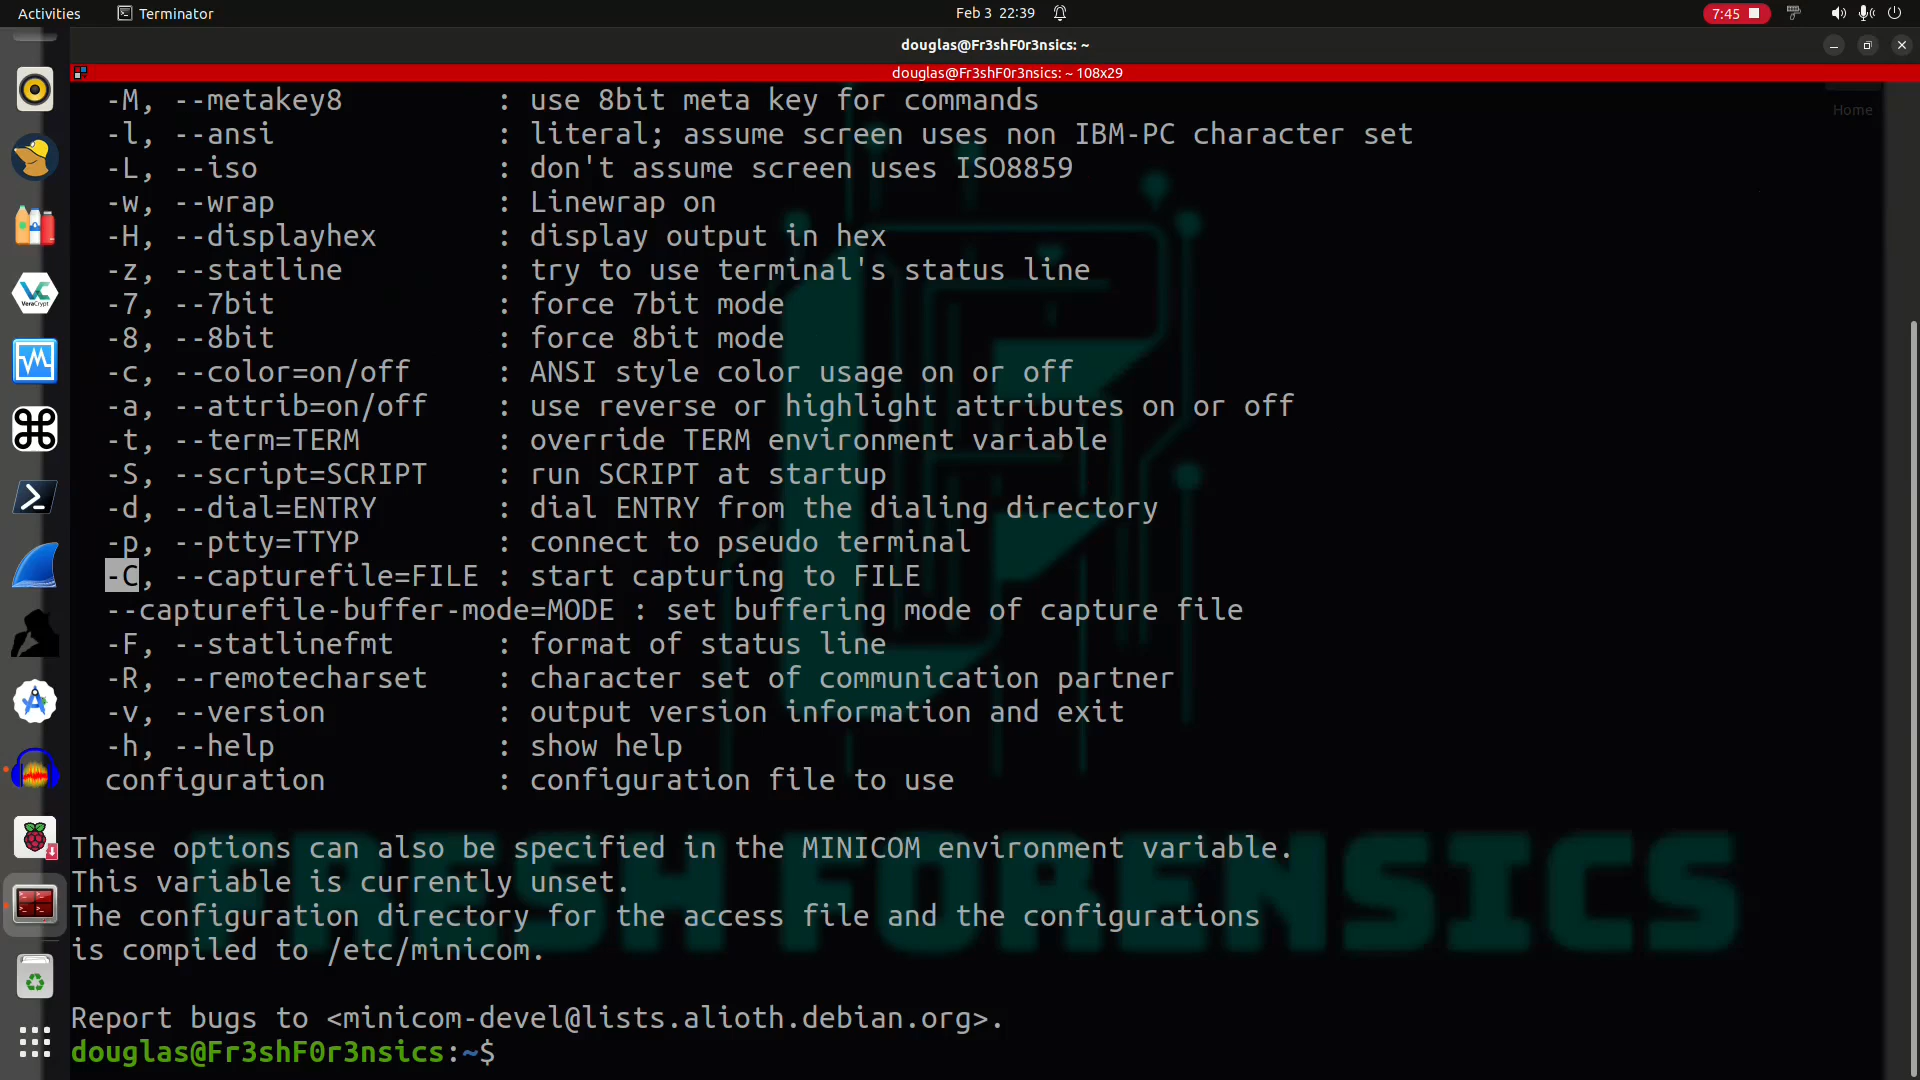 Activities
Terminator
Feb 3 22:39
7:45
douglas@Fr3shF0r3nsics: ~
douglas@Fr3shF0r3nsics: ~ 108x29
Home
-M, --metakey8 : use 8bit meta key for commands
-l, --ansi : literal; assume screen uses non IBM-PC character set
-L, --iso : don't assume screen uses ISO8859
-w, --wrap : Linewrap on
-H, --displayhex : display output in hex
-z, --statline : try to use terminal's status line
-7, --7bit : force 7bit mode
-8, --8bit : force 8bit mode
-c, --color=on/off : ANSI style color usage on or off
-a, --attrib=on/off : use reverse or highlight attributes on or off
-t, --term=TERM : override TERM environment variable
-S, --script=SCRIPT : run SCRIPT at startup
-d, --dial=ENTRY : dial ENTRY from the dialing directory
-p, --ptty=TTYP : connect to pseudo terminal
-C, --capturefile=FILE : start capturing to FILE
--capturefile-buffer-mode=MODE : set buffering mode of capture file
-F, --statlinefmt : format of status line
-R, --remotecharset : character set of communication partner
-v, --version : output version information and exit
-h, --help : show help
configuration : configuration file to use
These options can also be specified in the MINICOM environment variable.
This variable is currently unset.
The configuration directory for the access file and the configurations
is compiled to /etc/minicom.
Report bugs to <minicom-devel@lists.alioth.debian.org>.
douglas@Fr3shF0r3nsics:~$
FRESH FORENSICS
VC
VeraCrypt